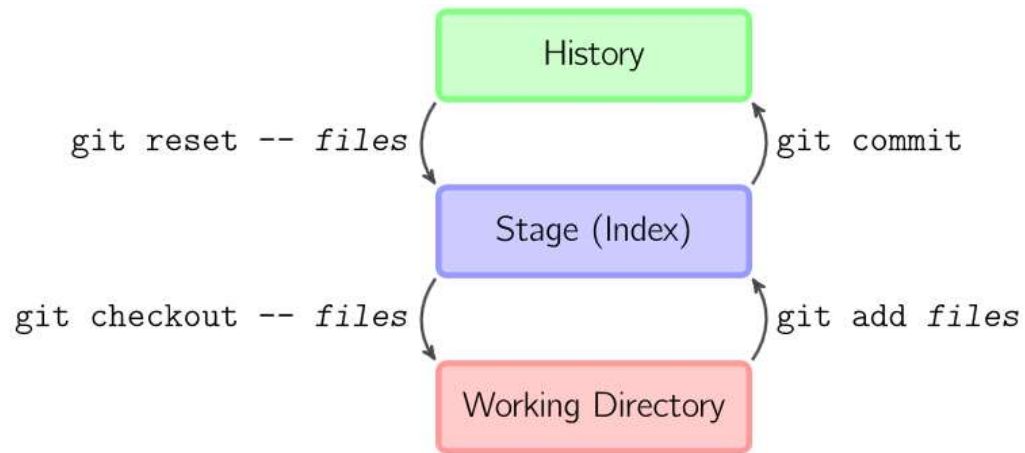 History
git reset -- files
git commit
Stage (Index)
git checkout -- files
git add files
Working Directory